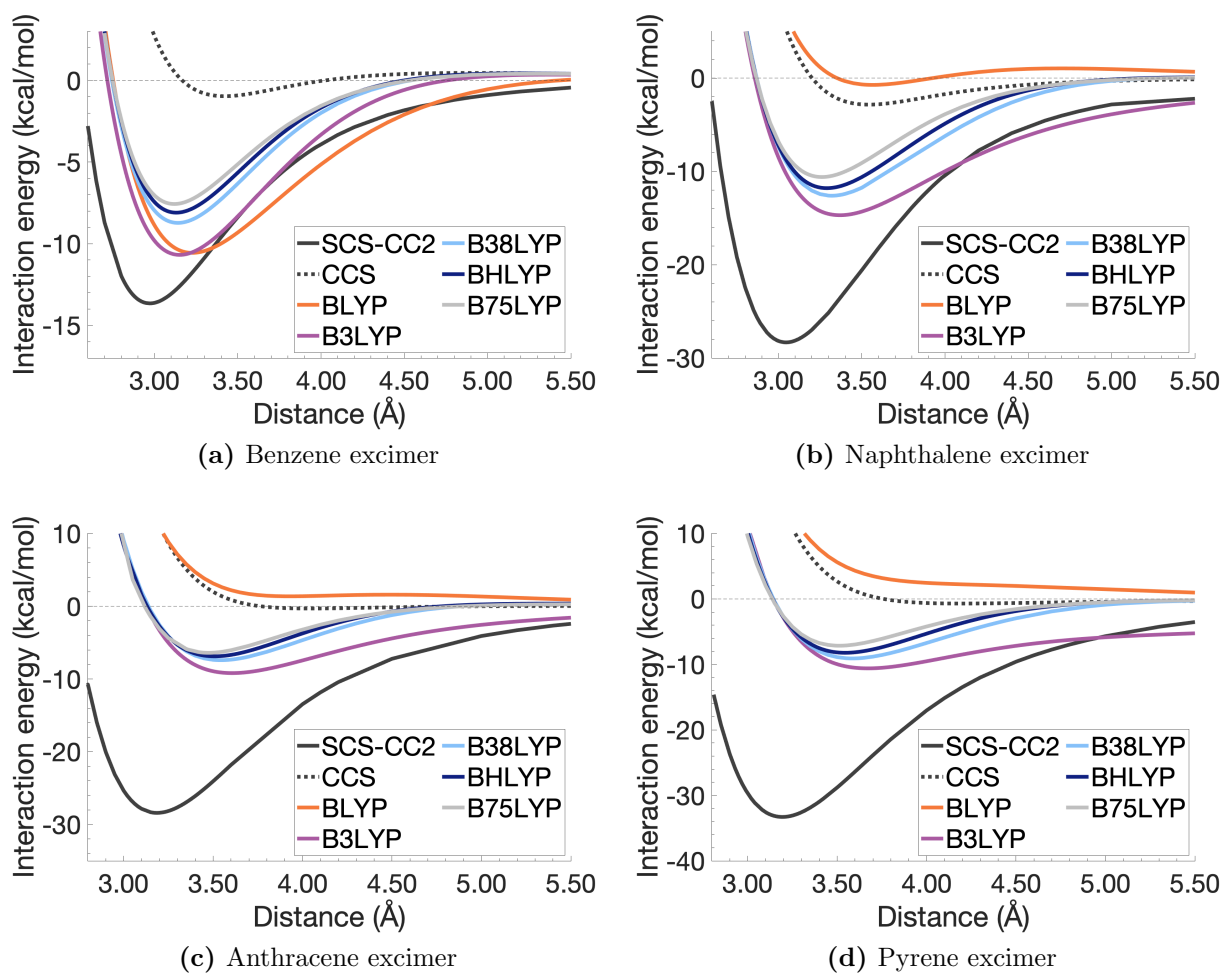 Interaction energy (kcal/mol)
0
-5
-10
-15
3.00 3.50 4.00 4.50 5.00 5.50
Distance (Å)
SCS-CC2
CCS
BLYP
B3LYP
B38LYP
BHLYP
B75LYP
(a) Benzene excimer
Interaction energy (kcal/mol)
0
-10
-20
-30
3.00 3.50 4.00 4.50 5.00 5.50
Distance (Å)
SCS-CC2
CCS
BLYP
B3LYP
B38LYP
BHLYP
B75LYP
(b) Naphthalene excimer
Interaction energy (kcal/mol)
10
0
-10
-20
-30
3.00 3.50 4.00 4.50 5.00 5.50
Distance (Å)
SCS-CC2
CCS
BLYP
B3LYP
B38LYP
BHLYP
B75LYP
(c) Anthracene excimer
Interaction energy (kcal/mol)
10
0
-10
-20
-30
-40
3.00 3.50 4.00 4.50 5.00 5.50
Distance (Å)
SCS-CC2
CCS
BLYP
B3LYP
B38LYP
BHLYP
B75LYP
(d) Pyrene excimer